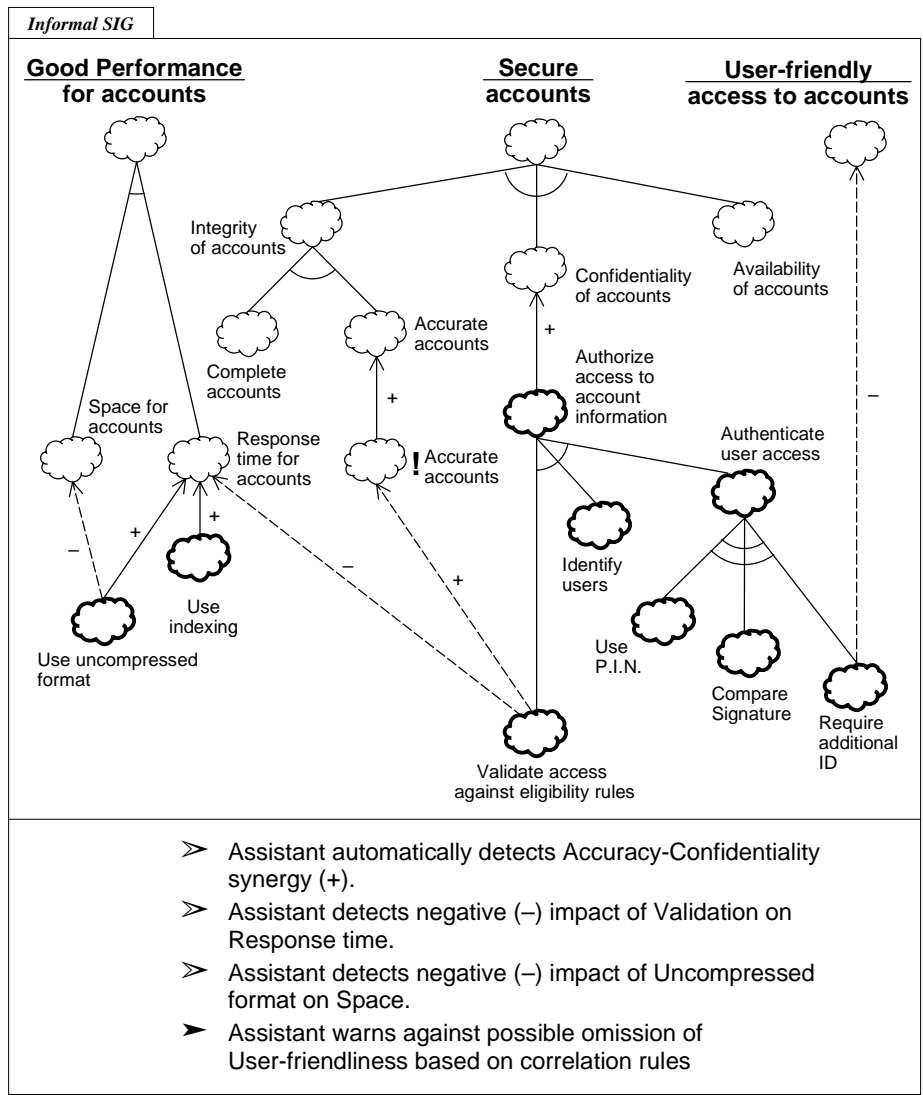 Informal SIG
Good Performance
for accounts
Secure
accounts
User-friendly
access to accounts
Integrity
of accounts
Confidentiality
of accounts
Availability
of accounts
+
Complete
accounts
Accurate
accounts
Authorize
access to
account
information
+
–
Space for
accounts
Response
time for
accounts
! Accurate
accounts
Authenticate
user access
–
+
+
–
+
Identify
users
Use
indexing
Use uncompressed
format
Use
P.I.N.
Compare
Signature
Require
additional
ID
Validate access
against eligibility rules
➢ Assistant automatically detects Accuracy-Confidentiality
synergy (+).
➢ Assistant detects negative (–) impact of Validation on
Response time.
➢ Assistant detects negative (–) impact of Uncompressed
format on Space.
➤ Assistant warns against possible omission of
User-friendliness based on correlation rules